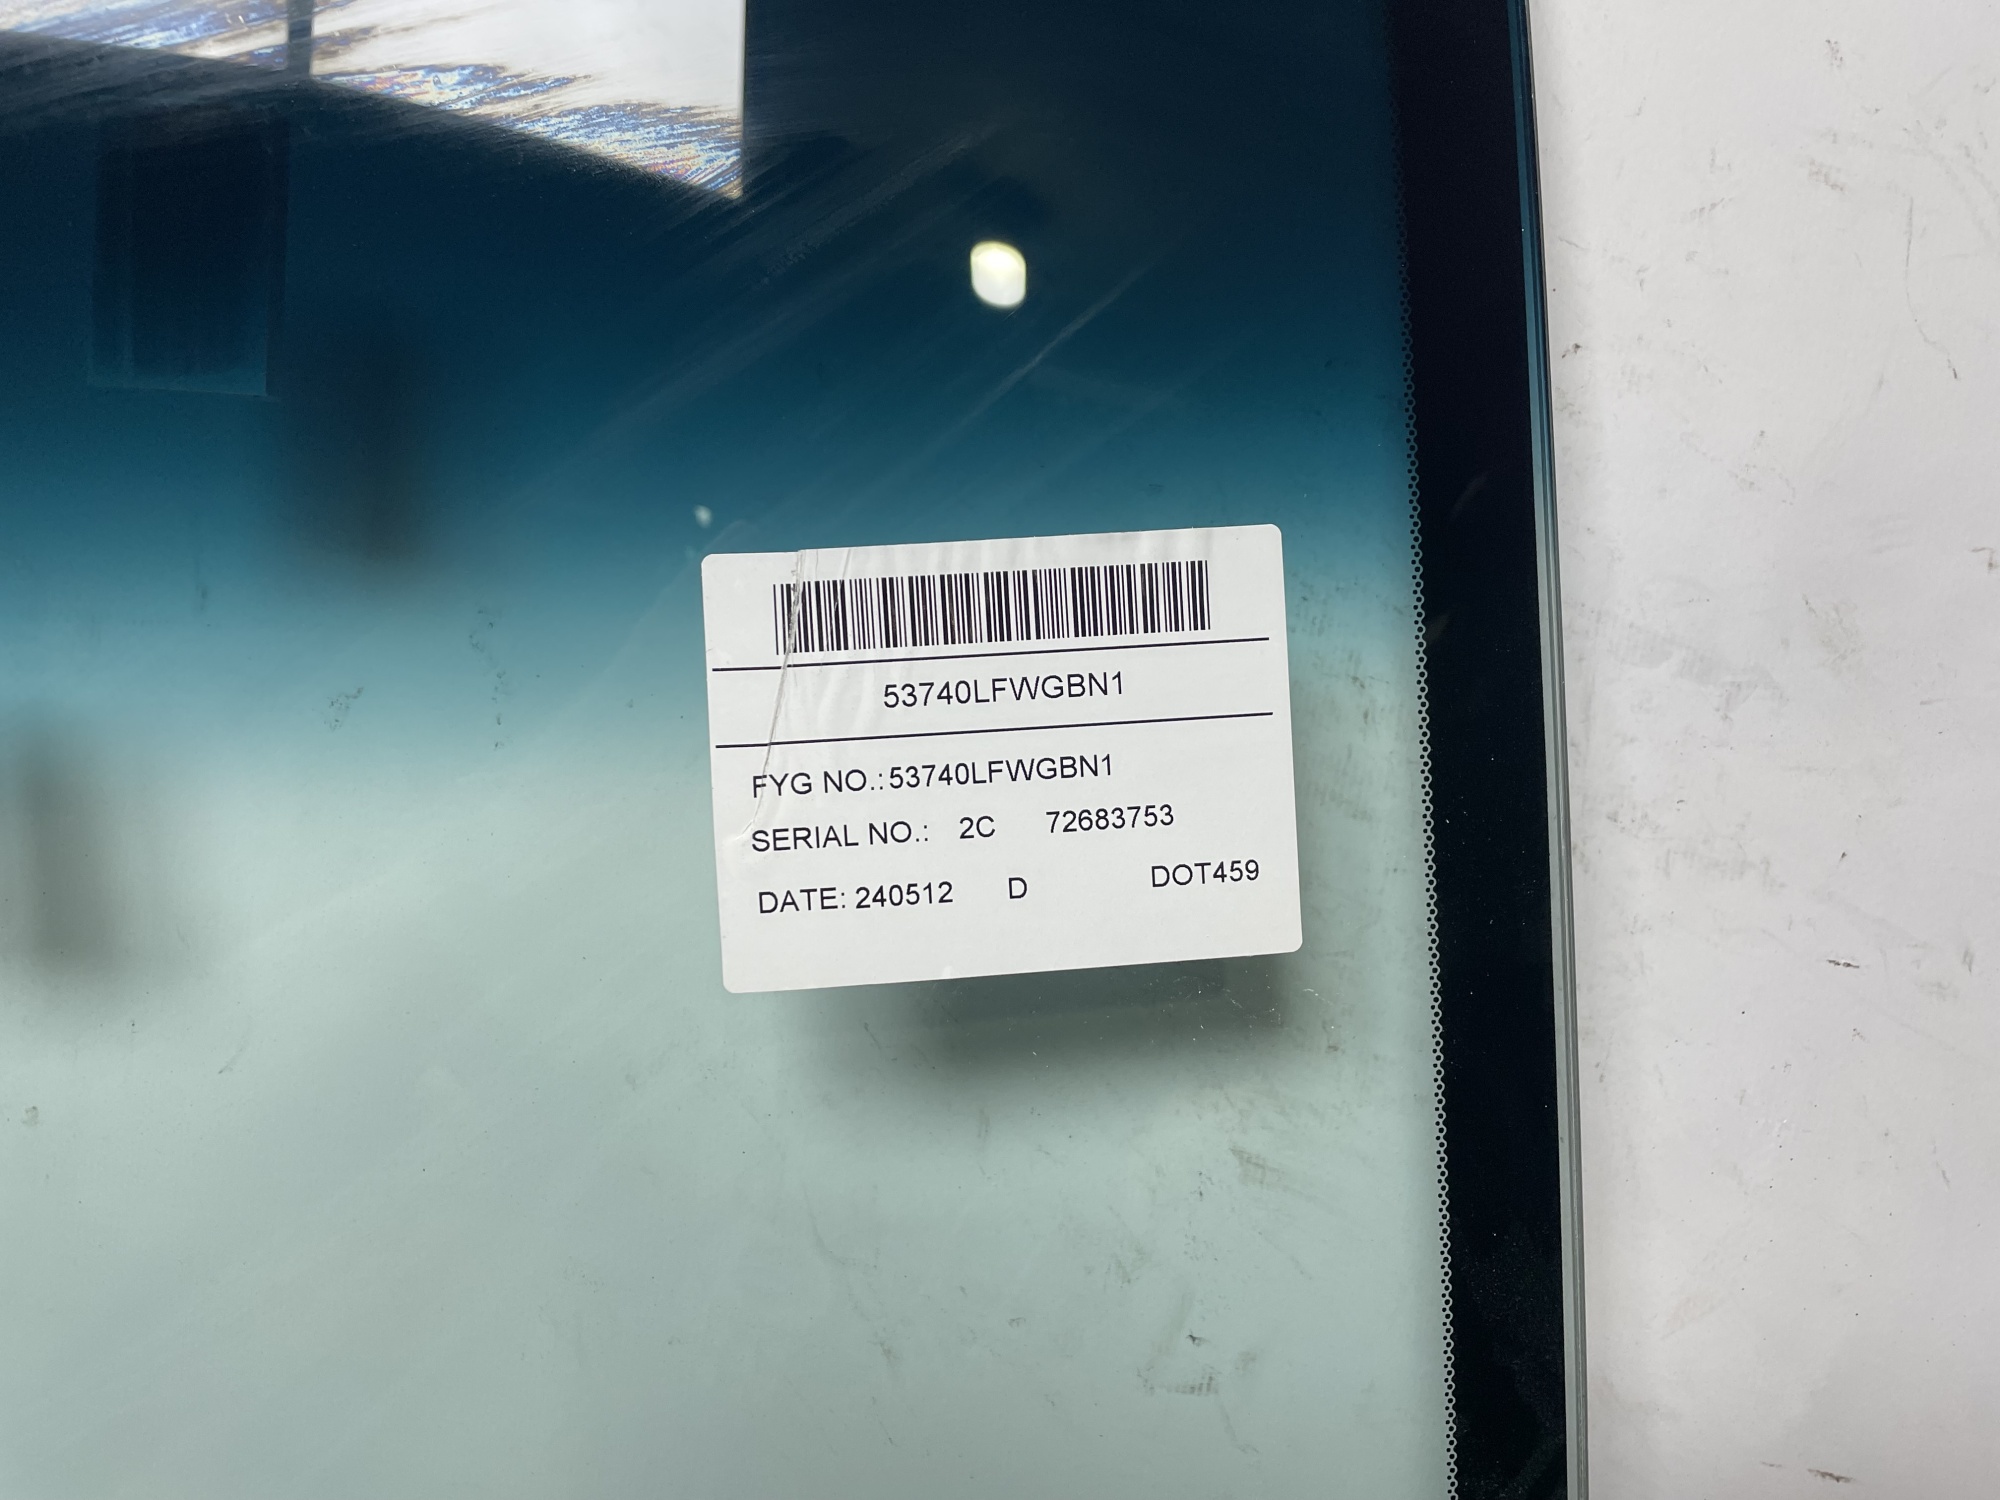 53740LFWGBN1
FYG NO.:53740LFWGBN1
SERIAL NO.: 2C 72683753
DATE: 240512 D DOT459